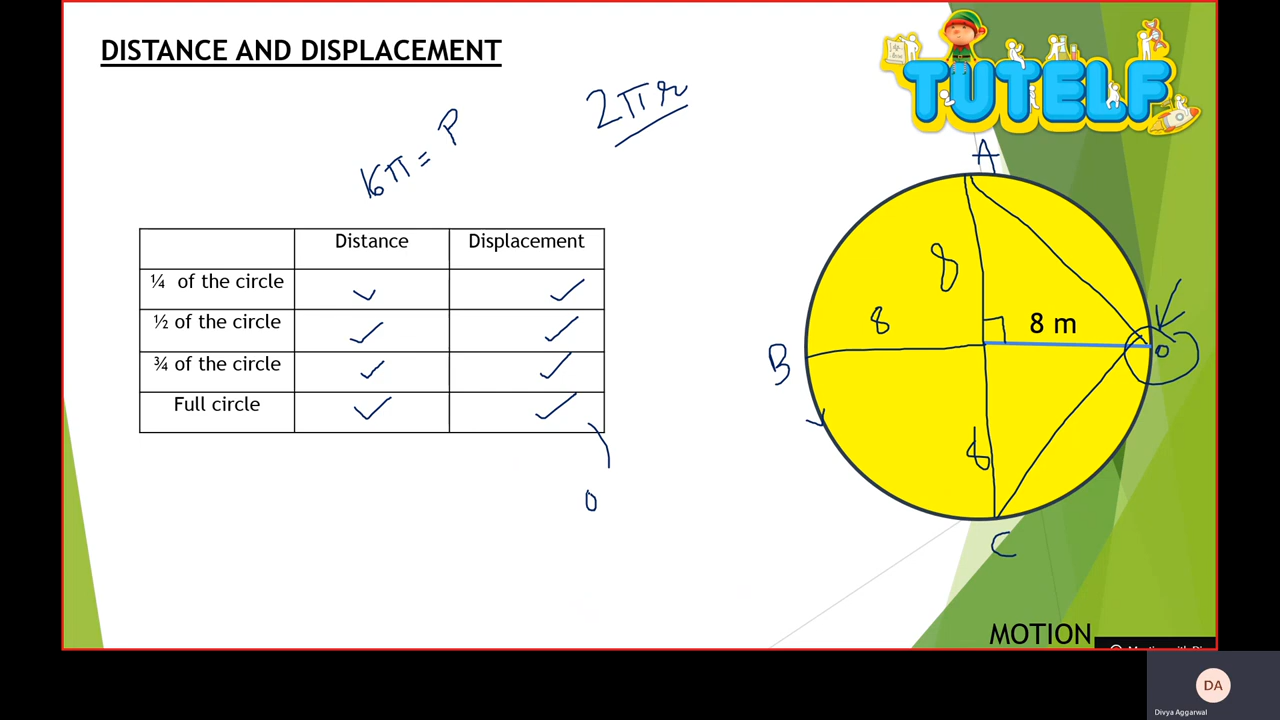 DISTANCE AND DISPLACEMENT
TUTELF
2πr
16π = P
Distance Displacement
¼ of the circle
½ of the circle
¾ of the circle
Full circle
0
A
8
8
8 m
B
O
8
C
MOTION
DA
Divya Aggarwal